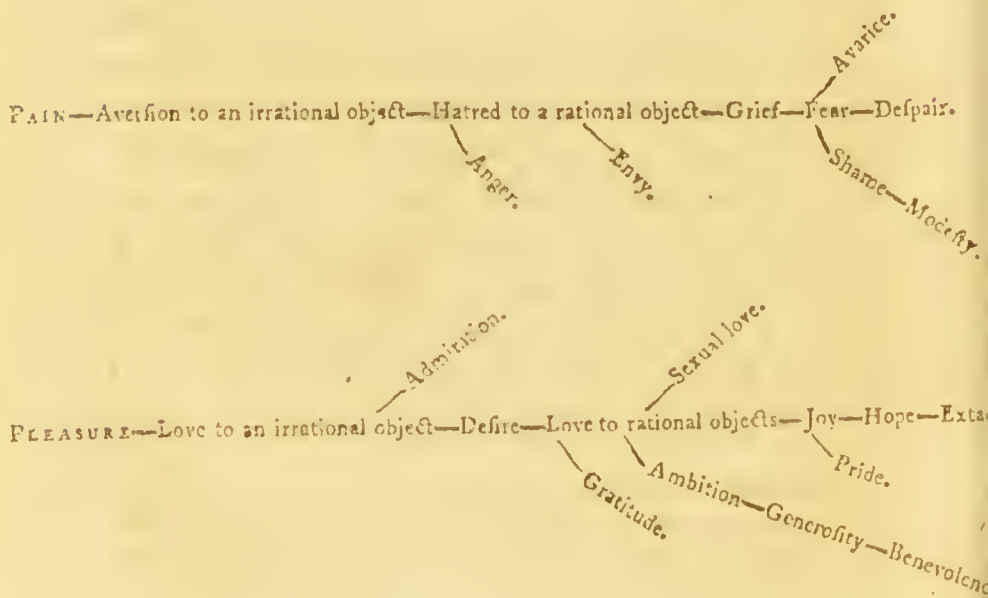 Avarice.
PAIN—Averſion to an irrational object—Hatred to a rational object—Grief—Fear—Deſpair.
Anger.
Envy.
Shame—Modeſty.
Admiration.
Sexual love.
PLEASURE—Love to an irrational object—Deſire—Love to rational objects—Joy—Hope—Extac
Gratitude.
Ambition—Generoſity—Benevolenc
Pride.